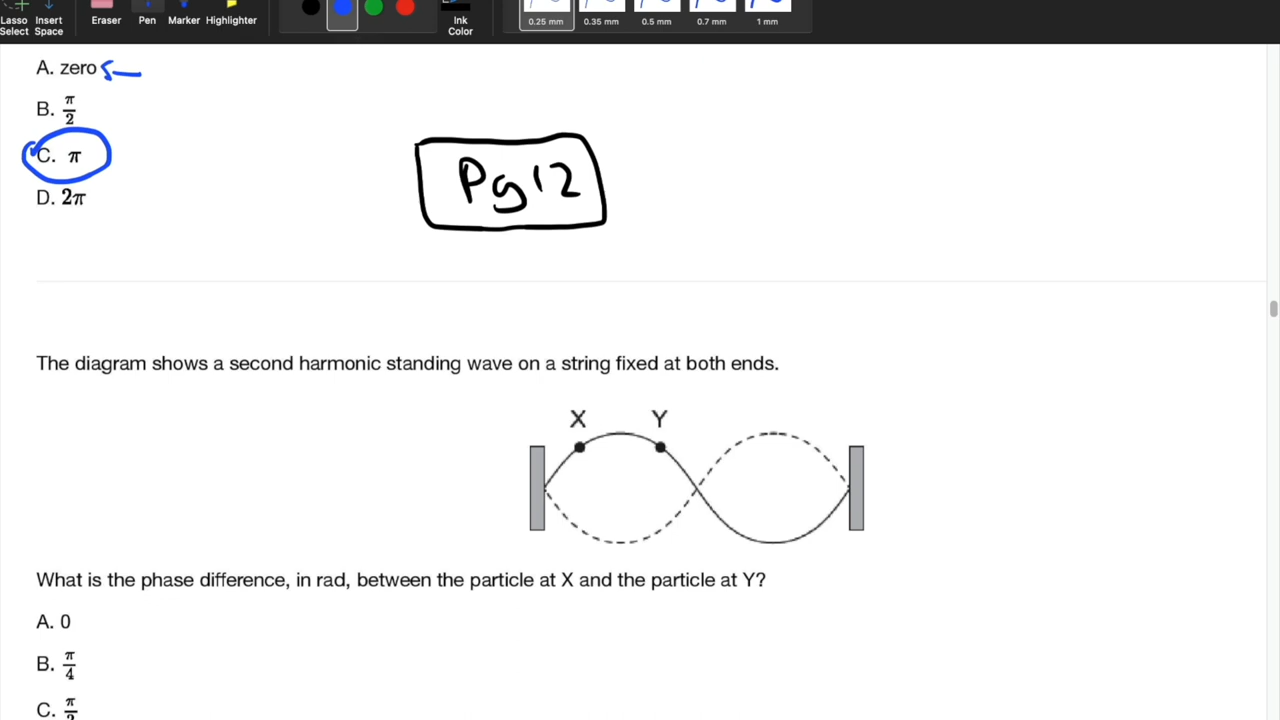 Lasso Select
Insert Space
Eraser
Pen
Marker
Highlighter
Ink Color
0.25 mm
0.35 mm
0.5 mm
0.7 mm
1 mm
A. zero
B. π/2
C. π
D. 2π
Pg 12
The diagram shows a second harmonic standing wave on a string fixed at both ends.
X Y
What is the phase difference, in rad, between the particle at X and the particle at Y?
A. 0
B. π/4
C. π